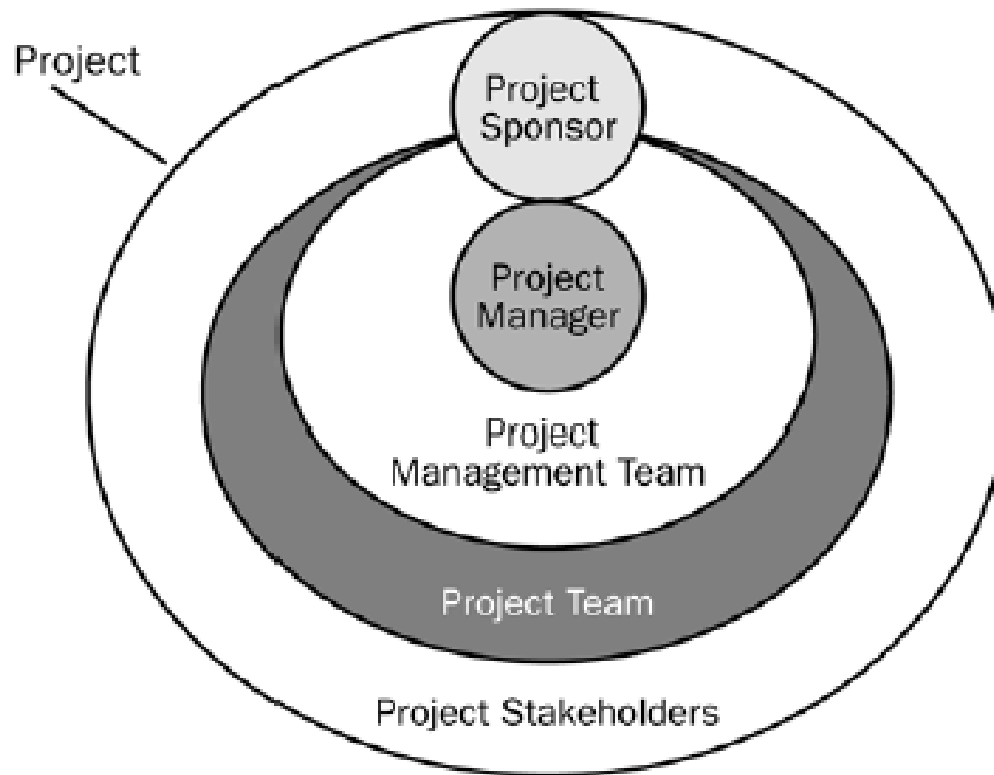 Project
Project
Sponsor
Project
Manager
Project
Management Team
Project Team
Project Stakeholders